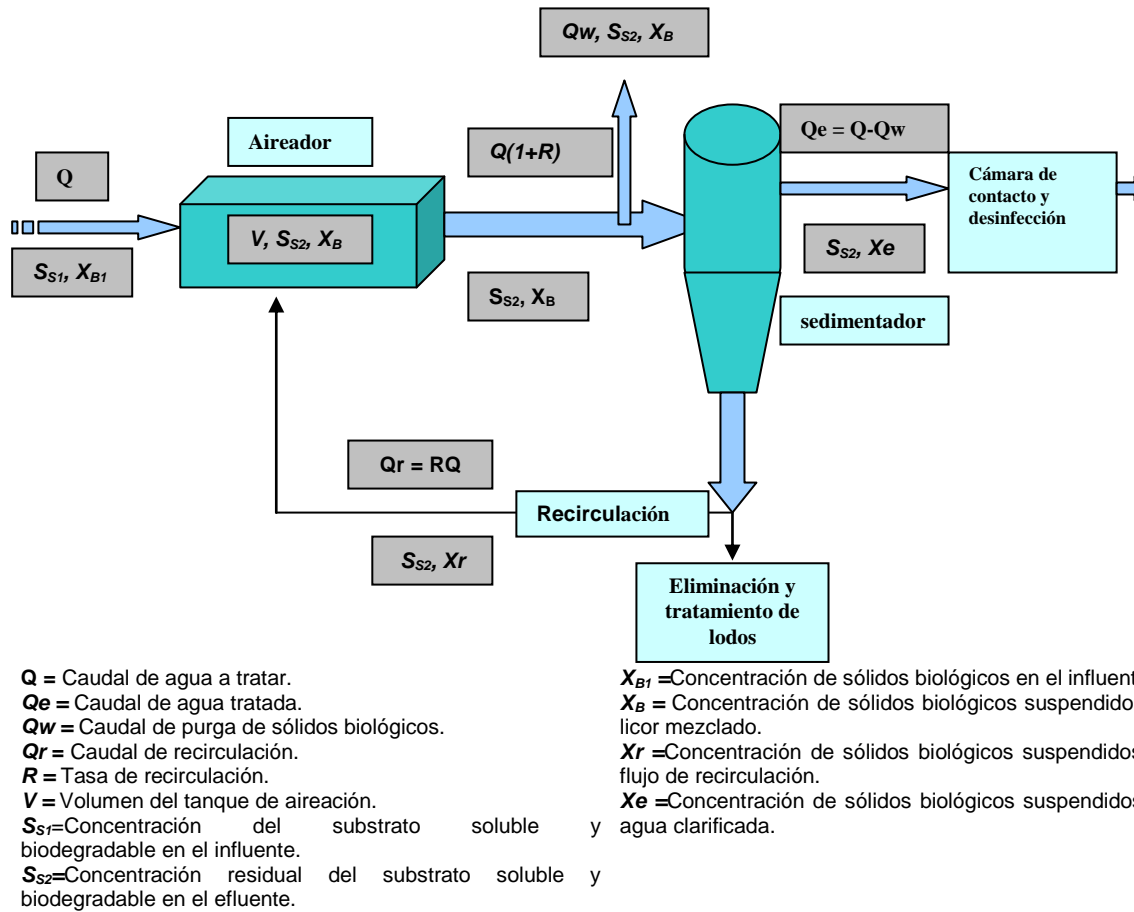 Qw, SS2, XB
Aireador
Q(1+R)
Qe = Q-Qw
Q
Cámara de
contacto y
desinfección
V, SS2, XB
SS1, XB1
SS2, Xe
SS2, XB
sedimentador
Qr = RQ
Recirculación
SS2, Xr
Eliminación y
tratamiento de
lodos
Q = Caudal de agua a tratar.
Qe = Caudal de agua tratada.
Qw = Caudal de purga de sólidos biológicos.
Qr = Caudal de recirculación.
R = Tasa de recirculación.
V = Volumen del tanque de aireación.
SS1=Concentración del substrato soluble y
biodegradable en el influente.
SS2=Concentración residual del substrato soluble y
biodegradable en el efluente.
XB1 =Concentración de sólidos biológicos en el influent
XB = Concentración de sólidos biológicos suspendido
licor mezclado.
Xr =Concentración de sólidos biológicos suspendidos
flujo de recirculación.
Xe =Concentración de sólidos biológicos suspendidos
agua clarificada.